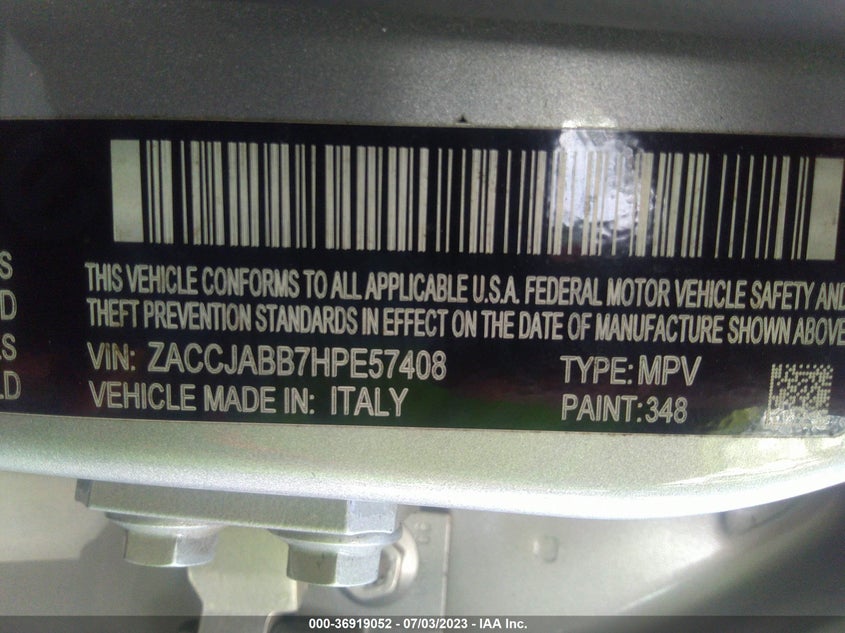 THIS VEHICLE CONFORMS TO ALL APPLICABLE U.S.A. FEDERAL MOTOR VEHICLE SAFETY AND
THEFT PREVENTION STANDARDS IN EFFECT ON THE DATE OF MANUFACTURE SHOWN ABOVE
VIN: ZACCJABB7HPE57408 TYPE: MPV
VEHICLE MADE IN: ITALY PAINT: 348
000-36919052 - 07/03/2023 - IAA Inc.